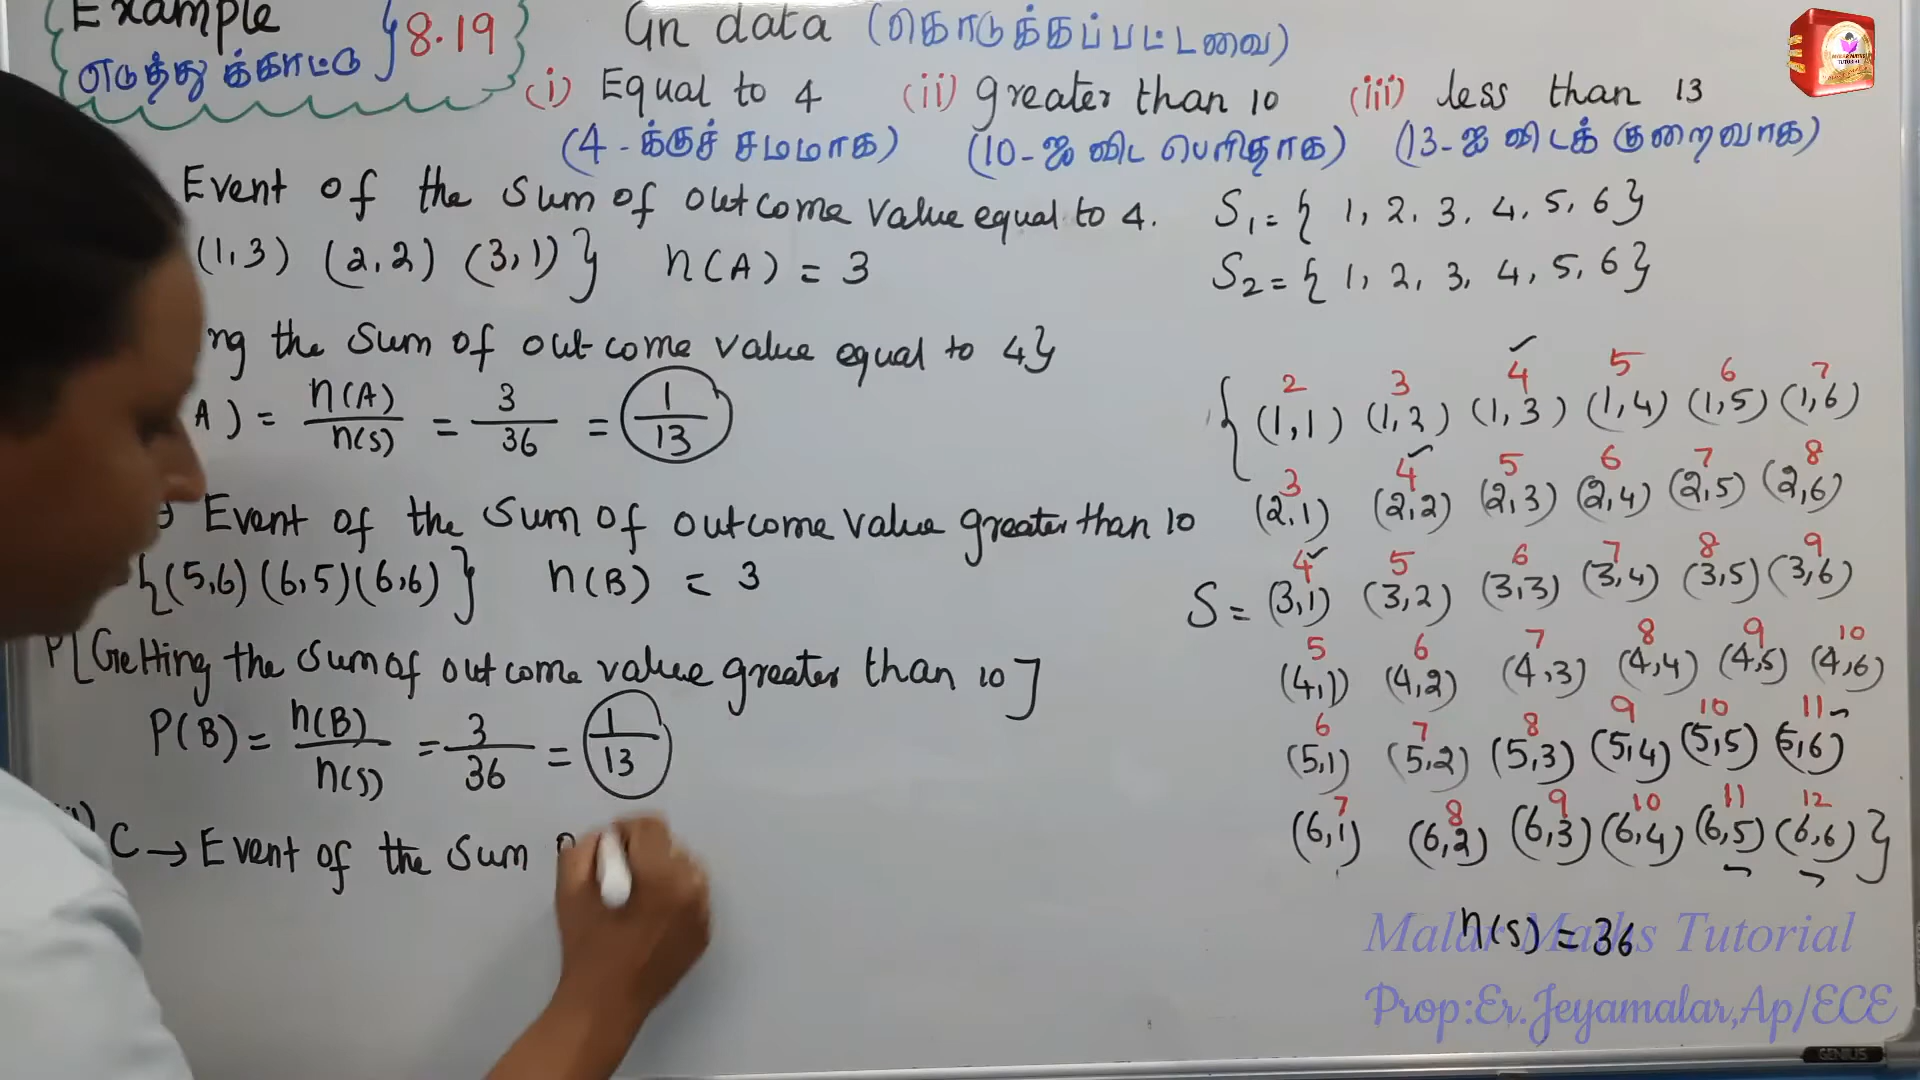 Example
எடுத்துக்காட்டு } 8.19
Gn data (கொடுக்கப்பட்டவை)
(i) Equal to 4 (ii) greater than 10 (iii) less than 13
(4-க்குச் சமமாக) (10-ஐ விட பெரிதாக) (13-ஐ விடக் குறைவாக)
Event of the Sum of outcome value equal to 4.
(1,3) (2,2) (3,1)} n(A) = 3
ng the Sum of outcome value equal to 4}
A) = n(A)/n(S) = 3/36 = 1/13
→ Event of the Sum of outcome value greater than 10
{(5,6)(6,5)(6,6)} n(B) = 3
P[Getting the Sum of outcome value greater than 10]
P(B) = n(B)/n(S) = 3/36 = 1/13
C → Event of the Sum
S₁ = { 1, 2, 3, 4, 5, 6}
S₂ = { 1, 2, 3, 4, 5, 6}
2 3 4 5 6 7
{(1,1) (1,2) (1,3) (1,4) (1,5) (1,6)
3 4 5 6 7 8
(2,1) (2,2) (2,3) (2,4) (2,5) (2,6)
4 5 6 7 8 9
S = (3,1) (3,2) (3,3) (3,4) (3,5) (3,6)
5 6 7 8 9 10
(4,1) (4,2) (4,3) (4,4) (4,5) (4,6)
6 7 8 9 10 11
(5,1) (5,2) (5,3) (5,4) (5,5) (5,6)
7 8 9 10 11 12
(6,1) (6,2) (6,3) (6,4) (6,5) (6,6)}
n(S) = 36
Malar Maths Tutorial
Prop:Er.Jeyamalar,Ap/ECE
GENIUS